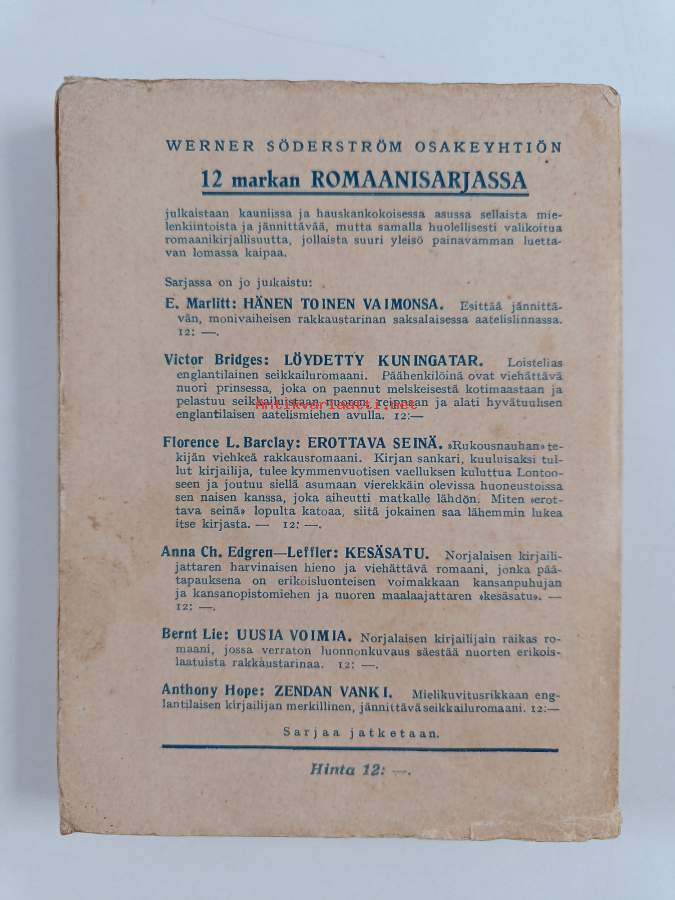 WERNER SÖDERSTRÖM OSAKEYHTIÖN
12 markan ROMAANISARJASSA
julkaistaan kauniissa ja hauskankokoisessa asussa sellaista mie-
lenkiintoista ja jännittävää, mutta samalla huolellisesti valikoitua
romaanikirjallisuutta, jollaista suuri yleisö painavamman luetta-
van lomassa kaipaa.
Sarjassa on jo julkaistu:
E. Marlitt: HÄNEN TOINEN VAIMONSA. Esittää jännittä-
vän, monivaiheisen rakkaustarinan saksalaisessa aatelislinnassa.
12: —.
Victor Bridges: LÖYDETTY KUNINGATAR. Loistelias
englantilainen seikkailuromaani. Päähenkilöinä ovat viehättävä
nuori prinsessa, joka on paennut melskeisestä kotimaastaan ja
pelastuu seikkailuistaan nuoren, reippaan ja alati hyvätuulisen
Antikvariaatti.net
englantilaisen aatelismiehen avulla. 12:—
Florence L. Barclay: EROTTAVA SEINÄ. »Rukousnauhan» te-
kijän viehkeä rakkausromaani. Kirjan sankari, kuuluisaksi tul-
lut kirjailija, tulee kymmenvuotisen vaelluksen kuluttua Lontoo-
seen ja joutuu siellä asumaan vierekkäin olevissa huoneustoissa
sen naisen kanssa, joka aiheutti matkalle lähdön. Miten »erot-
tava seinä» lopulta katoaa, siitä jokainen saa lähemmin lukea
itse kirjasta. — 12: —.
Anna Ch. Edgren—Leffler: KESÄSATU. Norjalaisen kirjaili-
jattaren harvinaisen hieno ja viehättävä romaani, jonka pää-
tapauksena on erikoisluonteisen voimakkaan kansanpuhujan
ja kansanopistomiehen ja nuoren maalaajattaren »kesäsatu». —
12: —.
Bernt Lie: UUSIA VOIMIA. Norjalaisen kirjailijain raikas ro-
maani, jossa verraton luonnonkuvaus säestää nuorten erikois-
laatuista rakkaustarinaa. 12: —.
Anthony Hope: ZENDAN VANKI. Mielikuvitusrikkaan eng-
lantilaisen kirjailijan merkillinen, jännittävä seikkailuromaani. 12:—
Sarjaa jatketaan.
Hinta 12: —.